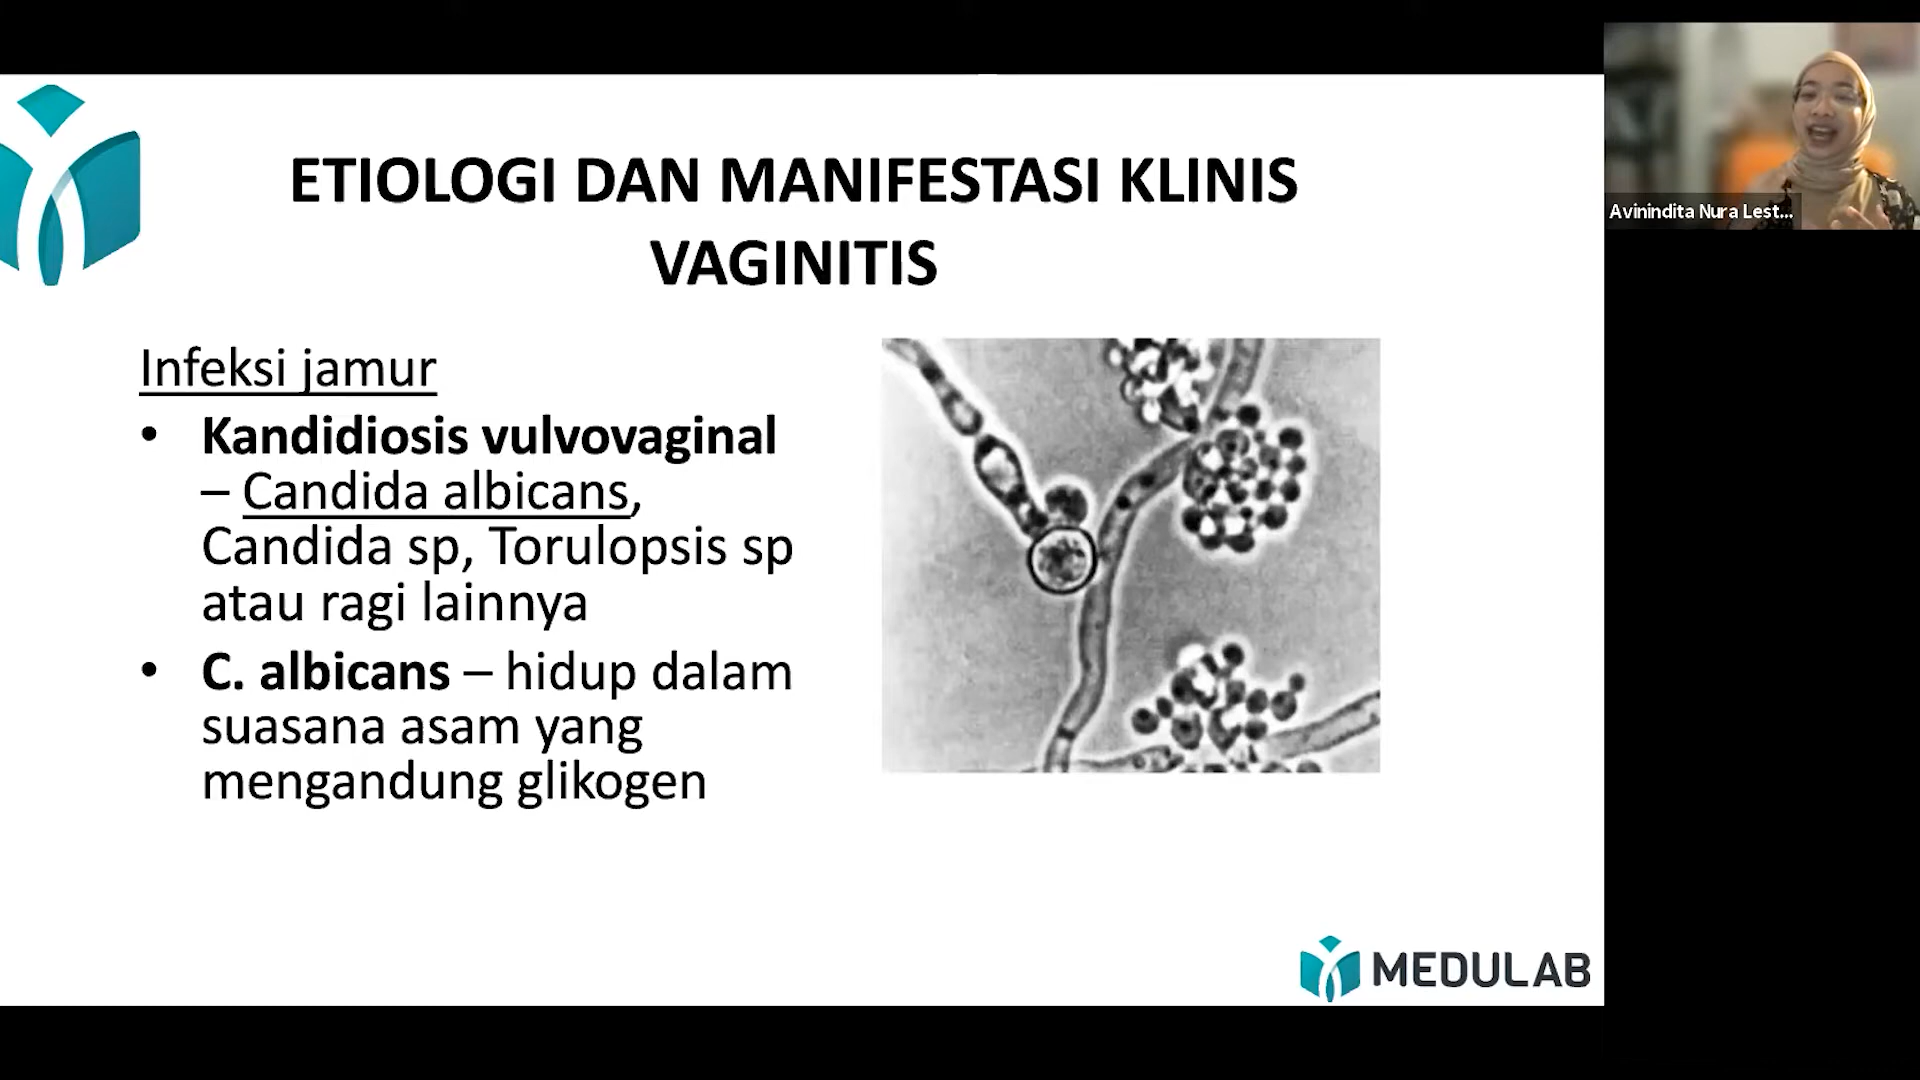 ETIOLOGI DAN MANIFESTASI KLINIS
VAGINITIS
Infeksi jamur
• Kandidiosis vulvovaginal
– Candida albicans,
Candida sp, Torulopsis sp
atau ragi lainnya
• C. albicans – hidup dalam
suasana asam yang
mengandung glikogen
MEDULAB
Avinindita Nura Lest...